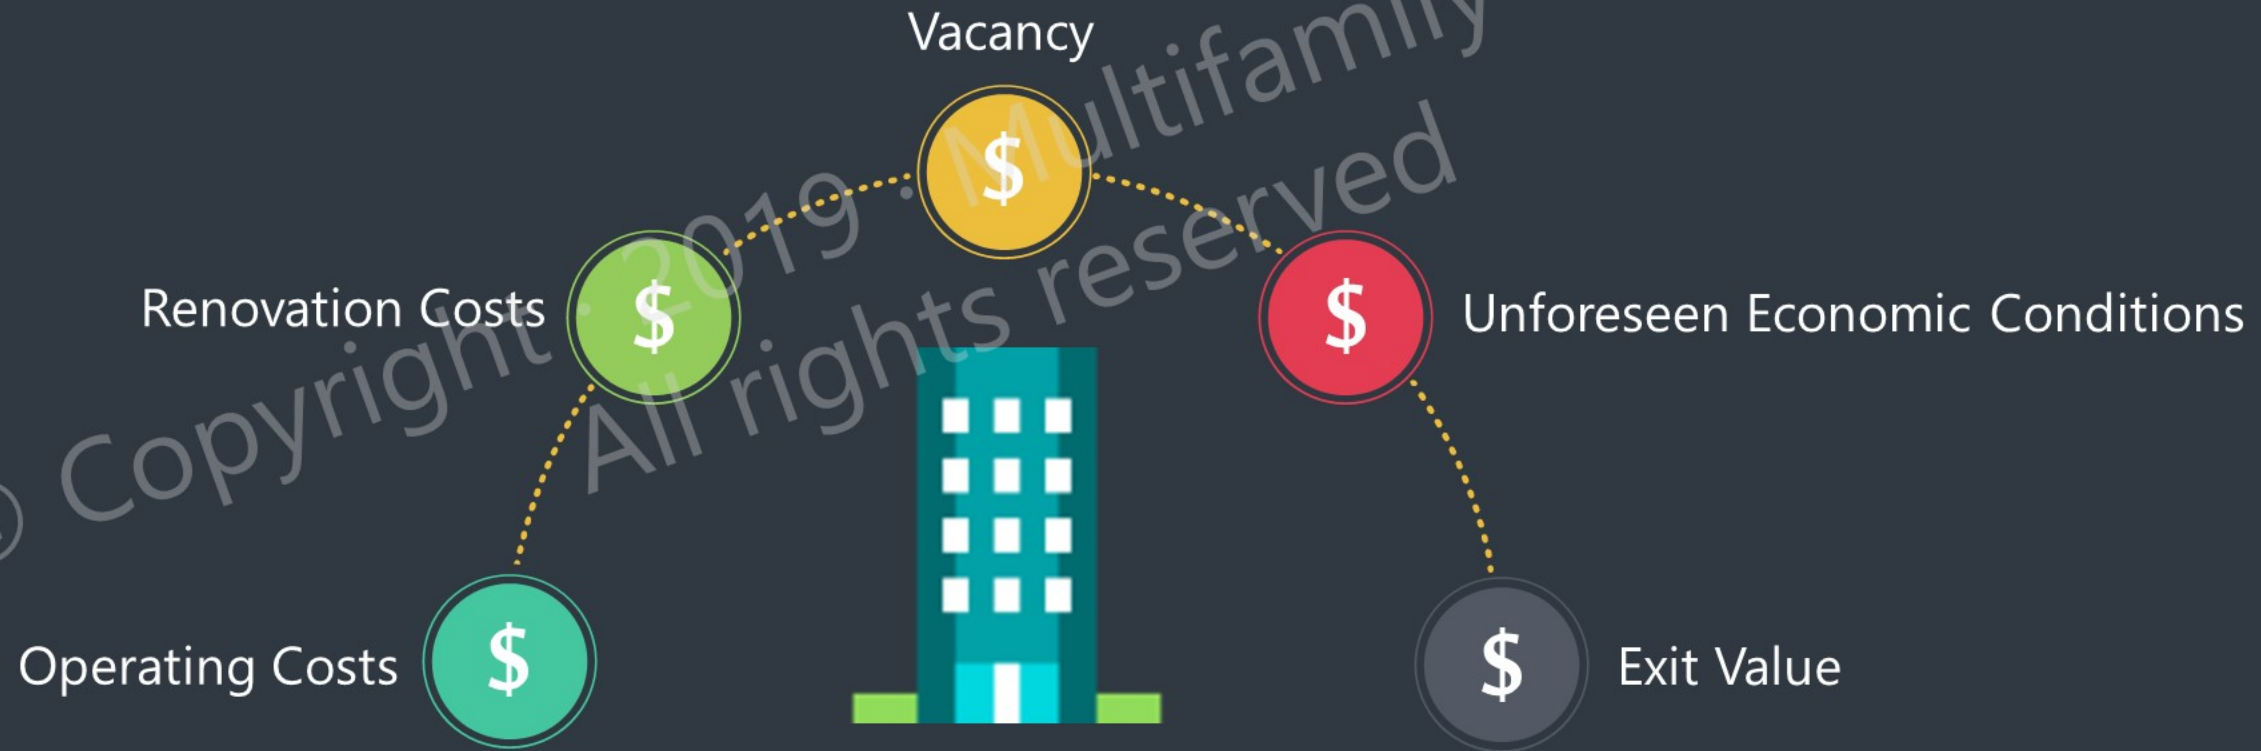 Vacancy
Renovation Costs
Unforeseen Economic Conditions
Operating Costs
Exit Value
$
$
$
$
$
© Copyright · 2019 · Multifamily
All rights reserved